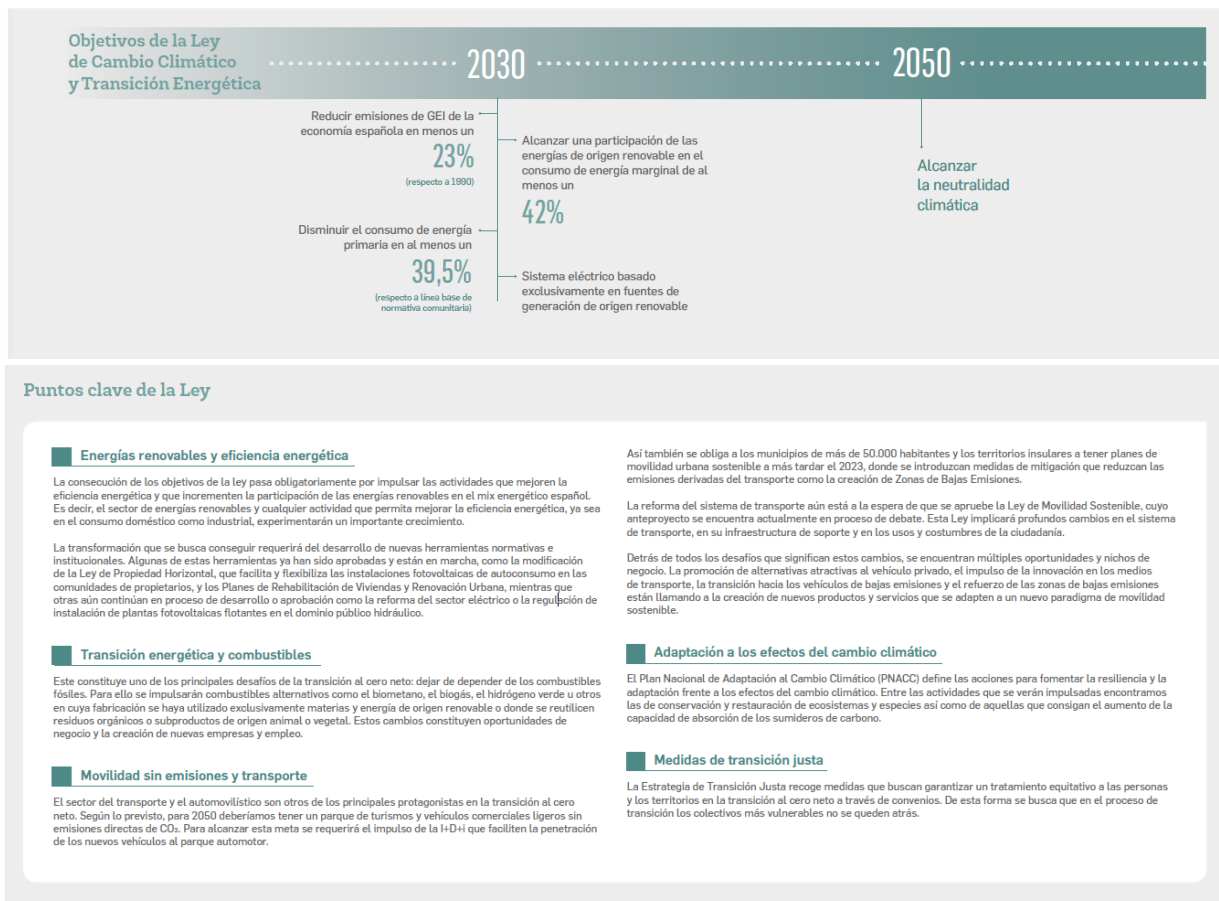 Objetivos de la Ley
de Cambio Climático
y Transición Energética
2030
2050
Reducir emisiones de GEI de la
economía española en menos un
23%
(respecto a 1990)
Alcanzar una participación de las
energías de origen renovable en el
consumo de energía marginal de al
menos un
42%
Disminuir el consumo de energía
primaria en al menos un
39,5%
(respecto a línea base de
normativa comunitaria)
Sistema eléctrico basado
exclusivamente en fuentes de
generación de origen renovable
Alcanzar
la neutralidad
climática
Puntos clave de la Ley
Energías renovables y eficiencia energética
La consecución de los objetivos de la ley pasa obligatoriamente por impulsar las actividades que mejoren la
eficiencia energética y que incrementen la participación de las energías renovables en el mix energético español.
Es decir, el sector de energías renovables y cualquier actividad que permita mejorar la eficiencia energética, ya sea
en el consumo doméstico como industrial, experimentarán un importante crecimiento.
La transformación que se busca conseguir requerirá del desarrollo de nuevas herramientas normativas e
institucionales. Algunas de estas herramientas ya han sido aprobadas y están en marcha, como la modificación
de la Ley de Propiedad Horizontal, que facilita y flexibiliza las instalaciones fotovoltaicas de autoconsumo en las
comunidades de propietarios, y los Planes de Rehabilitación de Viviendas y Renovación Urbana, mientras que
otras aún continúan en proceso de desarrollo o aprobación como la reforma del sector eléctrico o la regulación de
instalación de plantas fotovoltaicas flotantes en el dominio público hidráulico.
Transición energética y combustibles
Este constituye uno de los principales desafíos de la transición al cero neto: dejar de depender de los combustibles
fósiles. Para ello se impulsarán combustibles alternativos como el biometano, el biogás, el hidrógeno verde u otros
en cuya fabricación se haya utilizado exclusivamente materias y energía de origen renovable o donde se reutilicen
residuos orgánicos o subproductos de origen animal o vegetal. Estos cambios constituyen oportunidades de
negocio y la creación de nuevas empresas y empleo.
Movilidad sin emisiones y transporte
El sector del transporte y el automovilístico son otros de los principales protagonistas en la transición al cero
neto. Según lo previsto, para 2050 deberíamos tener un parque de turismos y vehículos comerciales ligeros sin
emisiones directas de CO₂. Para alcanzar esta meta se requerirá el impulso de la I+D+i que faciliten la penetración
de los nuevos vehículos al parque automotor.
Así también se obliga a los municipios de más de 50.000 habitantes y los territorios insulares a tener planes de
movilidad urbana sostenible a más tardar el 2023, donde se introduzcan medidas de mitigación que reduzcan las
emisiones derivadas del transporte como la creación de Zonas de Bajas Emisiones.
La reforma del sistema de transporte aún está a la espera de que se apruebe la Ley de Movilidad Sostenible, cuyo
anteproyecto se encuentra actualmente en proceso de debate. Esta Ley implicará profundos cambios en el sistema
de transporte, en su infraestructura de soporte y en los usos y costumbres de la ciudadanía.
Detrás de todos los desafíos que significan estos cambios, se encuentran múltiples oportunidades y nichos de
negocio. La promoción de alternativas atractivas al vehículo privado, el impulso de la innovación en los medios
de transporte, la transición hacia los vehículos de bajas emisiones y el refuerzo de las zonas de bajas emisiones
están llamando a la creación de nuevos productos y servicios que se adapten a un nuevo paradigma de movilidad
sostenible.
Adaptación a los efectos del cambio climático
El Plan Nacional de Adaptación al Cambio Climático (PNACC) define las acciones para fomentar la resiliencia y la
adaptación frente a los efectos del cambio climático. Entre las actividades que se verán impulsadas encontramos
las de conservación y restauración de ecosistemas y especies así como de aquellas que consigan el aumento de la
capacidad de absorción de los sumideros de carbono.
Medidas de transición justa
La Estrategia de Transición Justa recoge medidas que buscan garantizar un tratamiento equitativo a las personas
y los territorios en la transición al cero neto a través de convenios. De esta forma se busca que en el proceso de
transición los colectivos más vulnerables no se queden atrás.